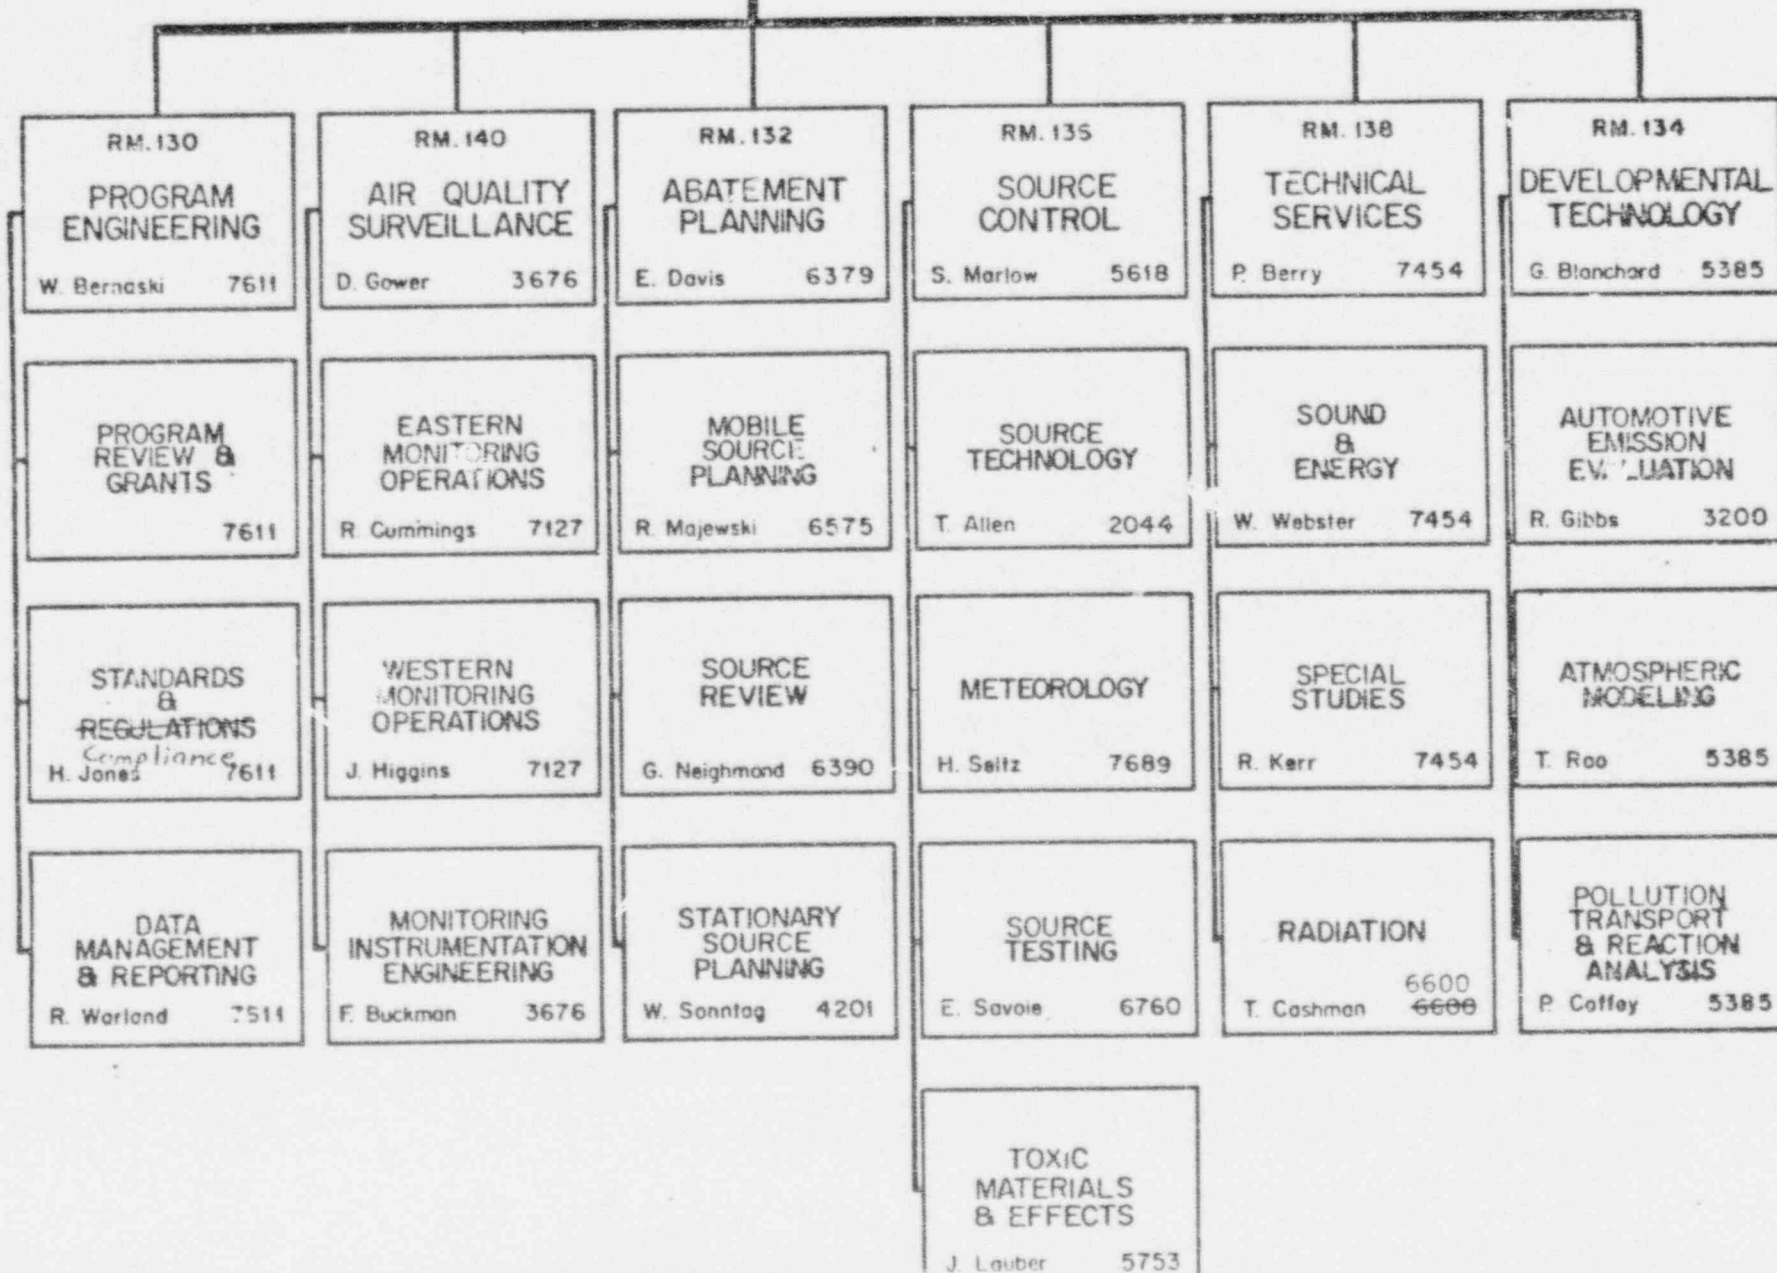 RM.130
PROGRAM
ENGINEERING
W. Bernaski 7611
PROGRAM
REVIEW &
GRANTS
7611
STANDARDS
&
REGULATIONS
Compliance
H. Jones 7611
DATA
MANAGEMENT
& REPORTING
R. Warland 7511
RM.140
AIR QUALITY
SURVEILLANCE
D. Gower 3676
EASTERN
MONITORING
OPERATIONS
R. Cummings 7127
WESTERN
MONITORING
OPERATIONS
J. Higgins 7127
MONITORING
INSTRUMENTATION
ENGINEERING
F. Buckman 3676
RM.132
ABATEMENT
PLANNING
E. Davis 6379
MOBILE
SOURCE
PLANNING
R. Majewski 6575
SOURCE
REVIEW
G. Neighmond 6390
STATIONARY
SOURCE
PLANNING
W. Sonntag 4201
RM.135
SOURCE
CONTROL
S. Marlow 5618
SOURCE
TECHNOLOGY
T. Allen 2044
METEOROLOGY
H. Seitz 7689
SOURCE
TESTING
E. Savoie 6760
TOXIC
MATERIALS
& EFFECTS
J. Lauber 5753
RM.138
TECHNICAL
SERVICES
P. Berry 7454
SOUND
&
ENERGY
W. Webster 7454
SPECIAL
STUDIES
R. Kerr 7454
RADIATION
6600
T. Cashman 6600
RM.134
DEVELOPMENTAL
TECHNOLOGY
G. Blanchard 5385
AUTOMOTIVE
EMISSION
EVALUATION
R. Gibbs 3200
ATMOSPHERIC
MODELING
T. Rao 5385
POLLUTION
TRANSPORT
& REACTION
ANALYSIS
P. Coffey 5385